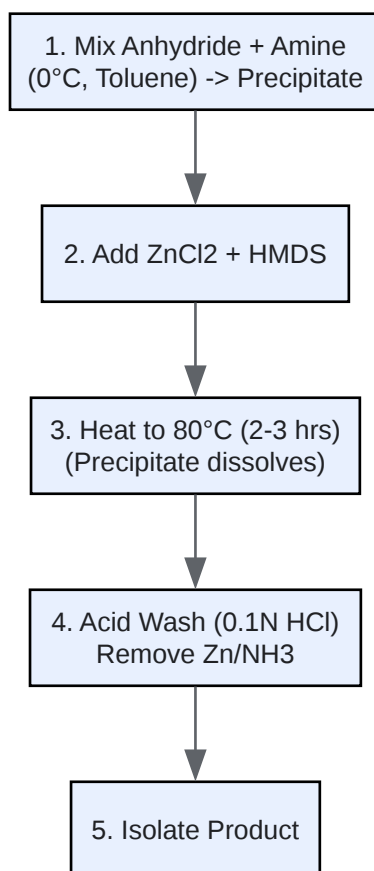 1. Mix Anhydride + Amine
(0°C, Toluene) -> Precipitate
2. Add ZnCl2 + HMDS
3. Heat to 80°C (2-3 hrs)
(Precipitate dissolves)
4. Acid Wash (0.1N HCl)
Remove Zn/NH3
5. Isolate Product